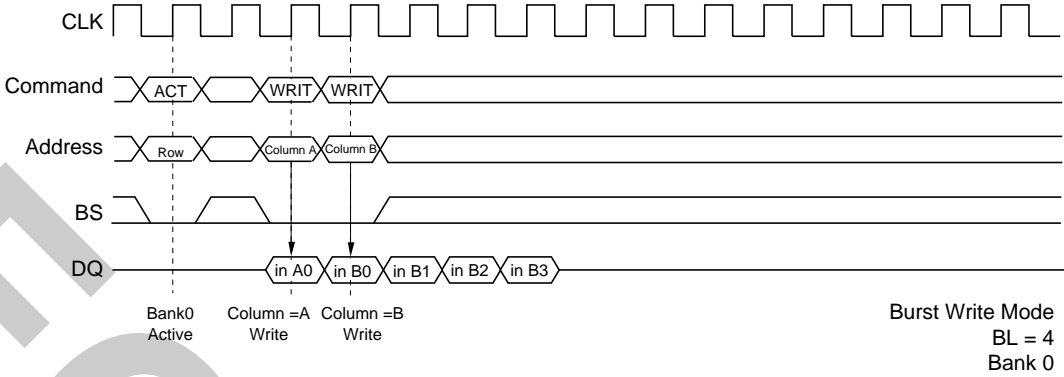 CLK
Command ACT WRIT WRIT
Address Row Column A Column B
BS
DQ in A0 in B0 in B1 in B2 in B3
Bank0 Active
Column =A Write
Column =B Write
Burst Write Mode
BL = 4
Bank 0